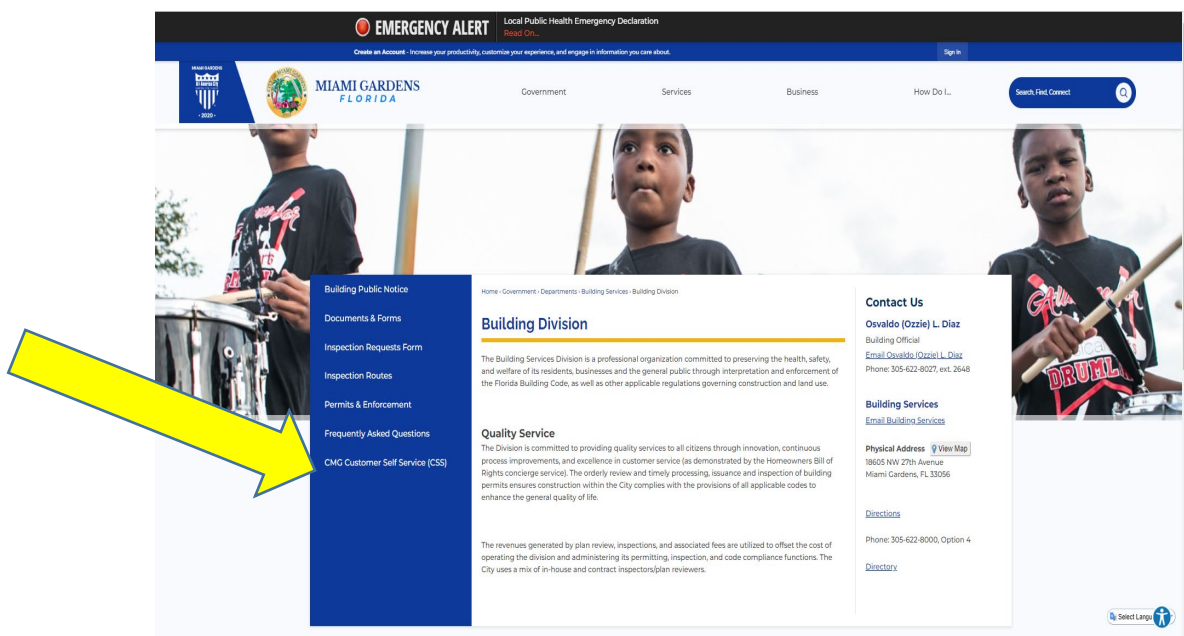 EMERGENCY ALERT
Local Public Health Emergency Declaration
Read On...
Create an Account - Increase your productivity, customize your experience, and engage in information you care about.
Sign In
MIAMI GARDENS
All-America City
• 2020 •
MIAMI GARDENS
FLORIDA
Government
Services
Business
How Do I...
Search, Find, Connect
Building Public Notice
Documents & Forms
Inspection Requests Form
Inspection Routes
Permits & Enforcement
Frequently Asked Questions
CMG Customer Self Service (CSS)
Home › Government › Departments › Building Services › Building Division
Building Division
The Building Services Division is a professional organization committed to preserving the health, safety,
and welfare of its residents, businesses and the general public through interpretation and enforcement of
the Florida Building Code, as well as other applicable regulations governing construction and land use.
Quality Service
The Division is committed to providing quality services to all citizens through innovation, continuous
process improvements, and excellence in customer service (as demonstrated by the Homeowners Bill of
Rights concierge service). The orderly review and timely processing, issuance and inspection of building
permits ensures construction within the City complies with the provisions of all applicable codes to
enhance the general quality of life.
The revenues generated by plan review, inspections, and associated fees are utilized to offset the cost of
operating the division and administering its permitting, inspection, and code compliance functions. The
City uses a mix of in-house and contract inspectors/plan reviewers.
Contact Us
Osvaldo (Ozzie) L. Diaz
Building Official
Email Osvaldo (Ozzie) L. Diaz
Phone: 305-622-8027, ext. 2648
Building Services
Email Building Services
Physical Address View Map
18605 NW 27th Avenue
Miami Gardens, FL 33056
Directions
Phone: 305-622-8000, Option 4
Directory
DRUML
Select Langu